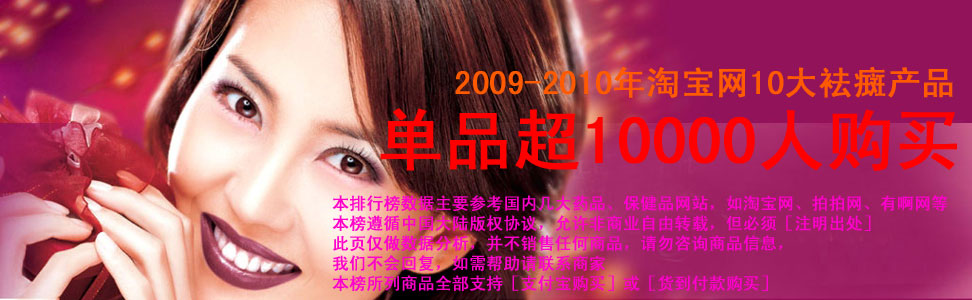 2009-2010年淘宝网10大祛癍产品
单品超10000人购买
本排行榜数据主要参考国内几大药品、保健品网站，如淘宝网、拍拍网、有啊网等
本榜遵循中国大陆版权协议，允许非商业自由转载，但必须［注明出处］
此页仅做数据分析，并不销售任何商品，请勿咨询商品信息，
我们不会回复，如需帮助请联系商家
本榜所列商品全部支持［支付宝购买］或［货到付款购买］